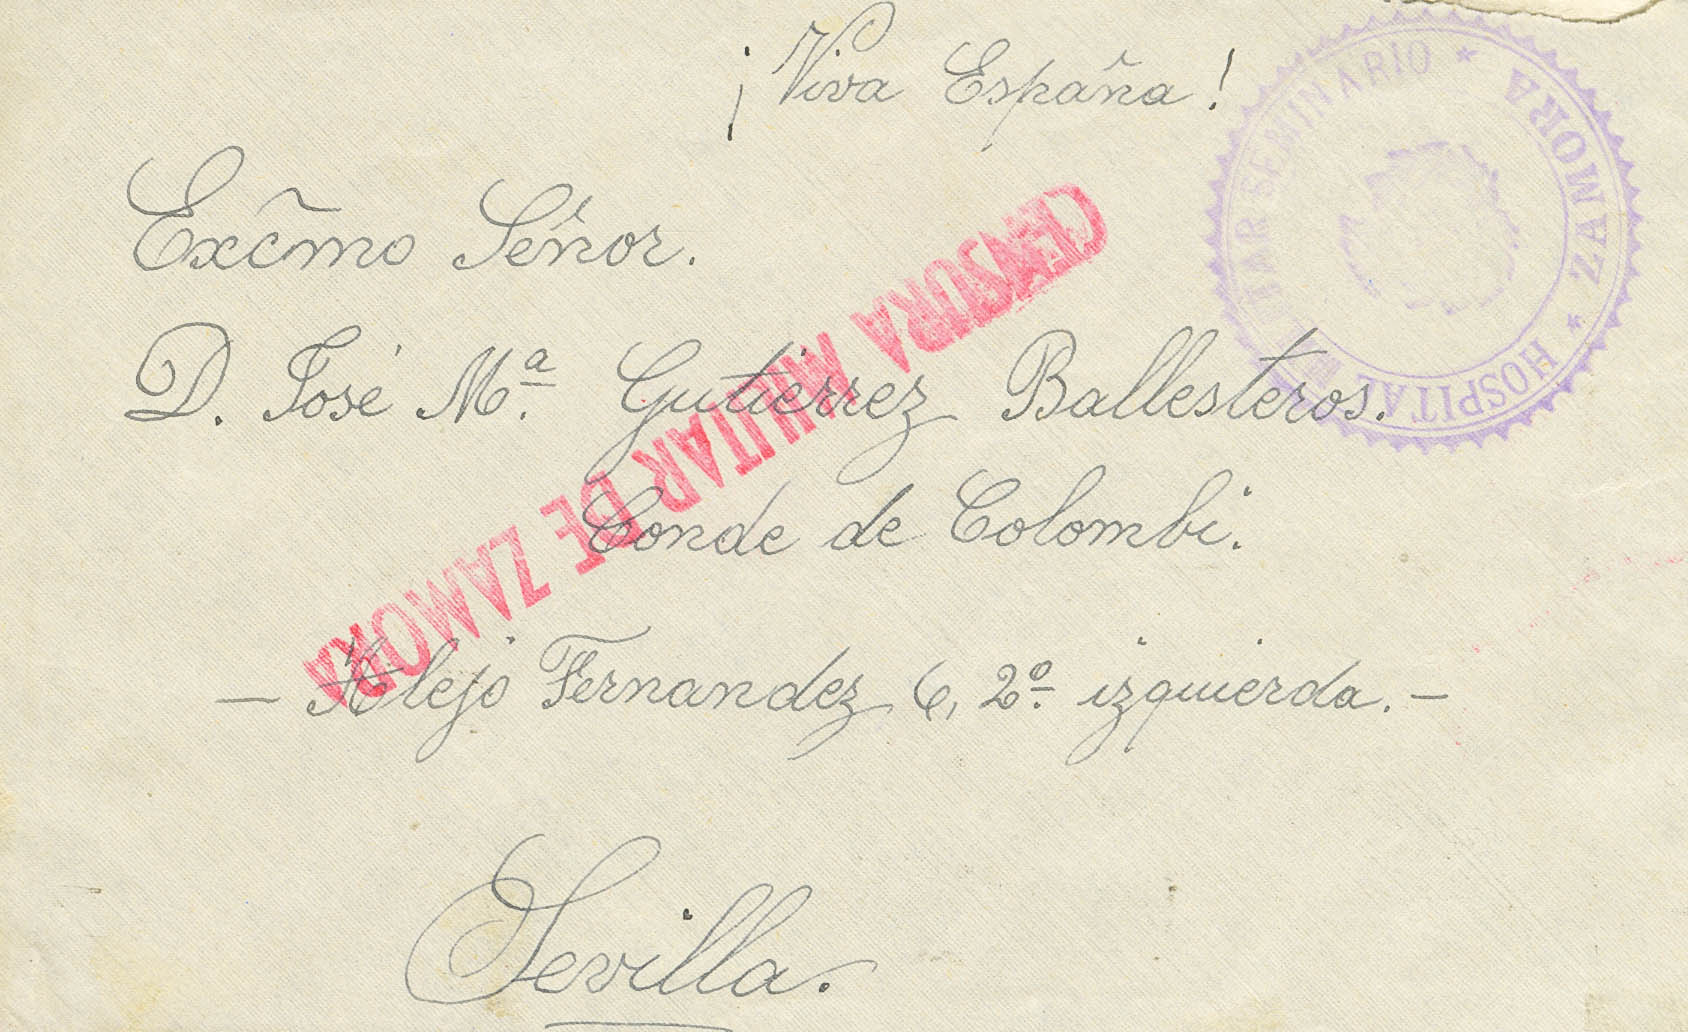 ¡Viva España!
HOSPITAL MILITAR SEMINARIO * ZAMORA *
Excm̃o Señor.
CENSURA MILITAR DE ZAMORA
D. José Mª. Gutiérrez Ballesteros.
Conde de Colombí.
— Alejo Fernandez 6, 2º. izquierda. —
Sevilla.